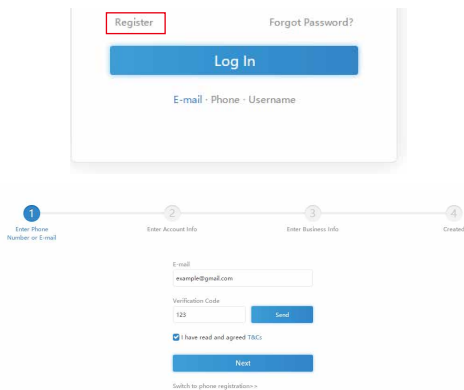 Register
Forgot Password?
Log In
E-mail · Phone · Username
1
2
3
4
Enter Phone
Number or E-mail
Enter Account Info
Enter Business Info
Created
E-mail
example@gmail.com
Verification Code
123
Send
I have read and agreed T&Cs
Next
Switch to phone registration>>